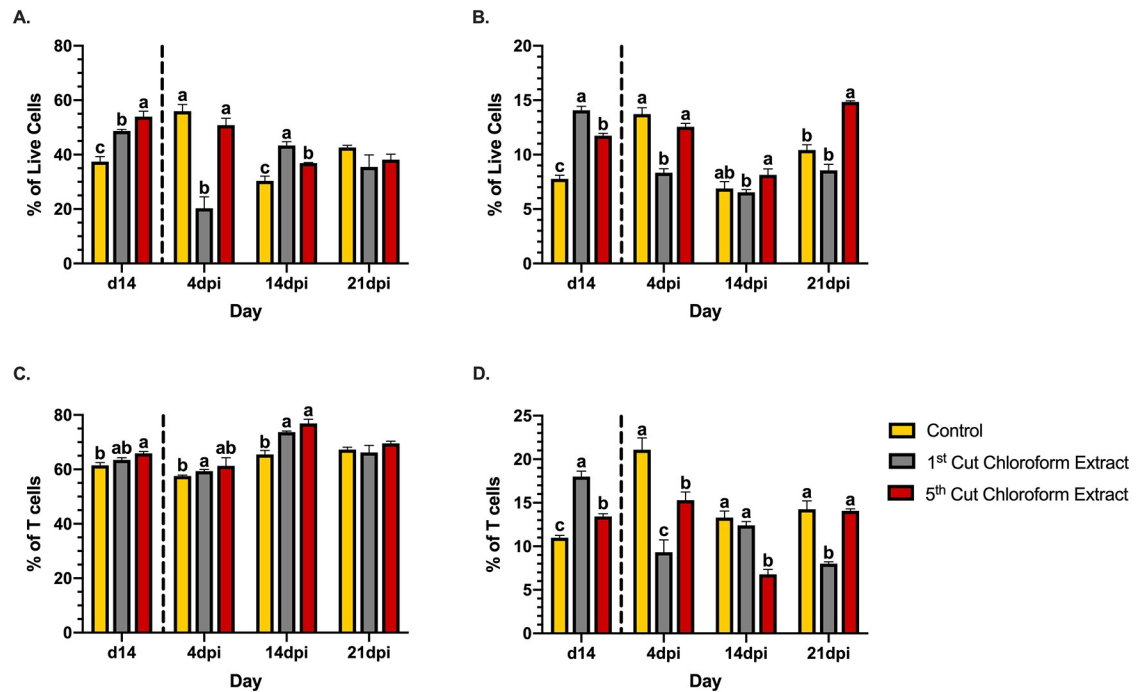 A.
B.
80
60
40
20
0
% of Live Cells
c b a
a b a
c a b
d14 4dpi 14dpi 21dpi
Day
20
15
10
5
0
% of Live Cells
c a b
a b a
ab b a
b b a
d14 4dpi 14dpi 21dpi
Day
C.
D.
80
60
40
20
0
% of T cells
b ab a
b a ab
b a a
d14 4dpi 14dpi 21dpi
Day
25
20
15
10
5
0
% of T cells
c a b
a c b
a a b
a b a
d14 4dpi 14dpi 21dpi
Day
Control
1st Cut Chloroform Extract
5th Cut Chloroform Extract